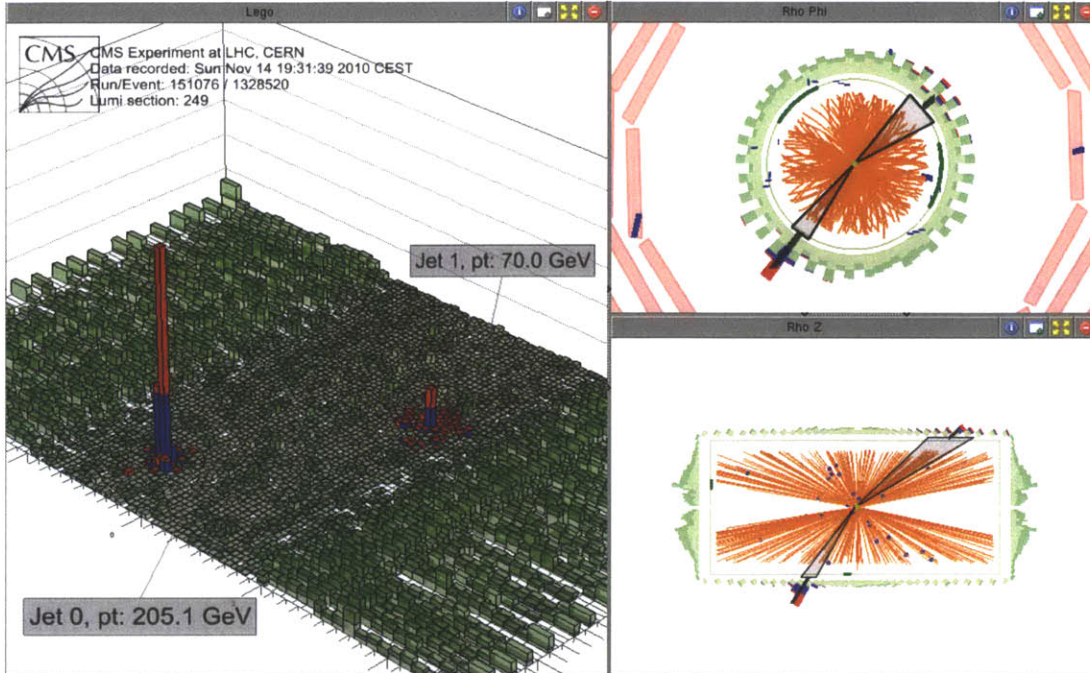 Lego
CMS
CMS Experiment at LHC, CERN
Data recorded: Sun Nov 14 19:31:39 2010 CEST
Run/Event: 151076 / 1328520
Lumi section: 249
Jet 1, pt: 70.0 GeV
Jet 0, pt: 205.1 GeV
Rho Phi
Rho Z